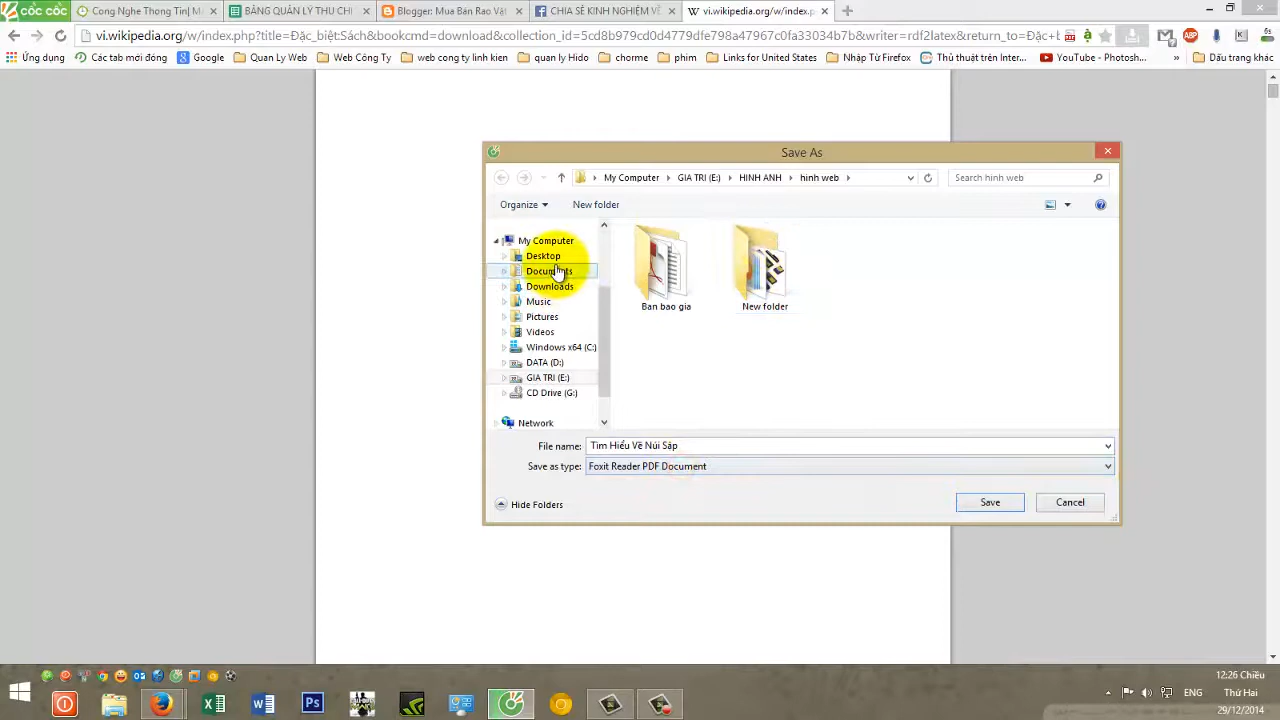 CỐC CỐC
Cong Nghe Thong Tin| M
BẢNG QUẢN LÝ THU CHI
Blogger: Mua Bán Rao Vặt
CHIA SẺ KINH NGHIỆM VỀ
vi.wikipedia.org/w/index.p
vi.wikipedia.org/w/index.php?title=Đặc_biệt:Sách&bookcmd=download&collection_id=5cd8b979cd0d4779dfe798a47967c0fa33034b7b&writer=rdf2latex&return_to=Đặc+b
Ứng dụng
Các tab mới đóng
Google
Quan Ly Web
Web Công Ty
web cong ty linh kien
quan ly Hido
chorme
phim
Links for United States
Nhập Từ Firefox
Thủ thuật trên Inter...
YouTube - Photosh...
»
Dấu trang khác
Save As
My Computer
GIA TRI (E:)
HINH ANH
hinh web
Search hinh web
Organize
New folder
My Computer
Desktop
Documents
Downloads
Music
Pictures
Videos
Windows x64 (C:)
DATA (D:)
GIA TRI (E:)
CD Drive (G:)
Network
Ban bao gia
New folder
File name: Tìm Hiểu Về Núi Sập
Save as type: Foxit Reader PDF Document
Hide Folders
Save
Cancel
12:26 Chiều
ENG
Thứ Hai
29/12/2014